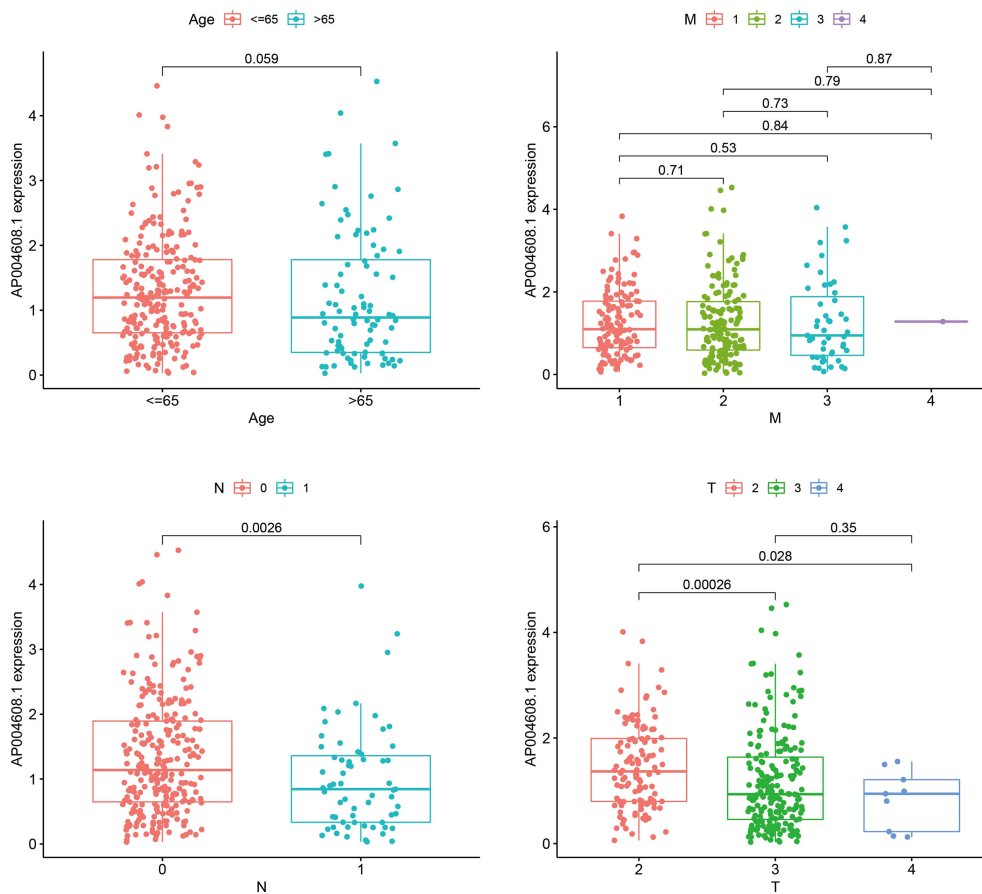 Age <=65 >65
AP004608.1 expression
4
3
2
1
0
0.059
<=65 >65
Age
M 1 2 3 4
AP004608.1 expression
6
4
2
0
0.87
0.79
0.73
0.84
0.53
0.71
1 2 3 4
M
N 0 1
AP004608.1 expression
4
3
2
1
0
0.0026
0 1
N
T 2 3 4
AP004608.1 expression
6
4
2
0
0.35
0.028
0.00026
2 3 4
T